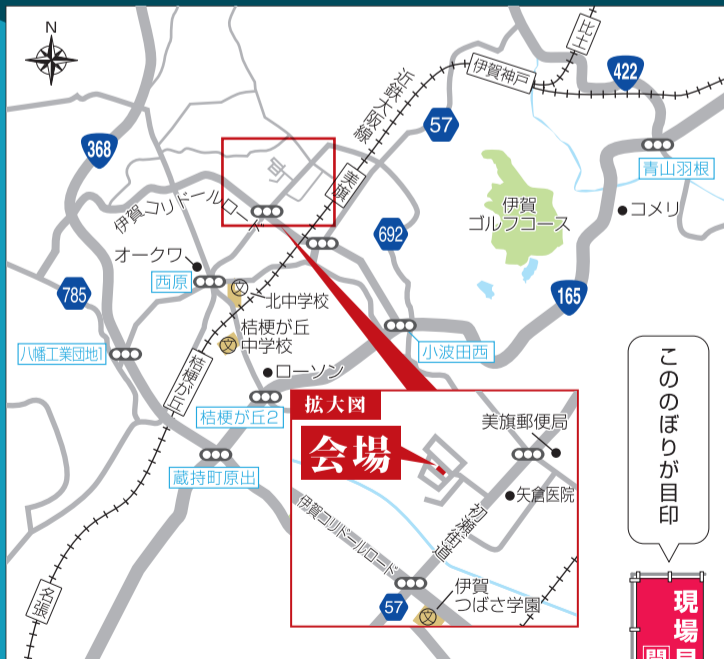 N
比土
伊賀神戸
422
近鉄大阪線
57
368
青山羽根
美旗
伊賀
ゴルフコース
コメリ
伊賀コリドールロード
692
オークワ
西原
785
北中学校
165
桔梗が丘
中学校
小波田西
八幡工業団地1
ローソン
桔梗が丘
桔梗が丘2
蔵持町原出
名張
拡大図
会場
美旗郵便局
矢倉医院
初瀬街道
伊賀コリドールロード
57
伊賀
つばさ学園
文
文
文
こののぼりが目印
現場見
開